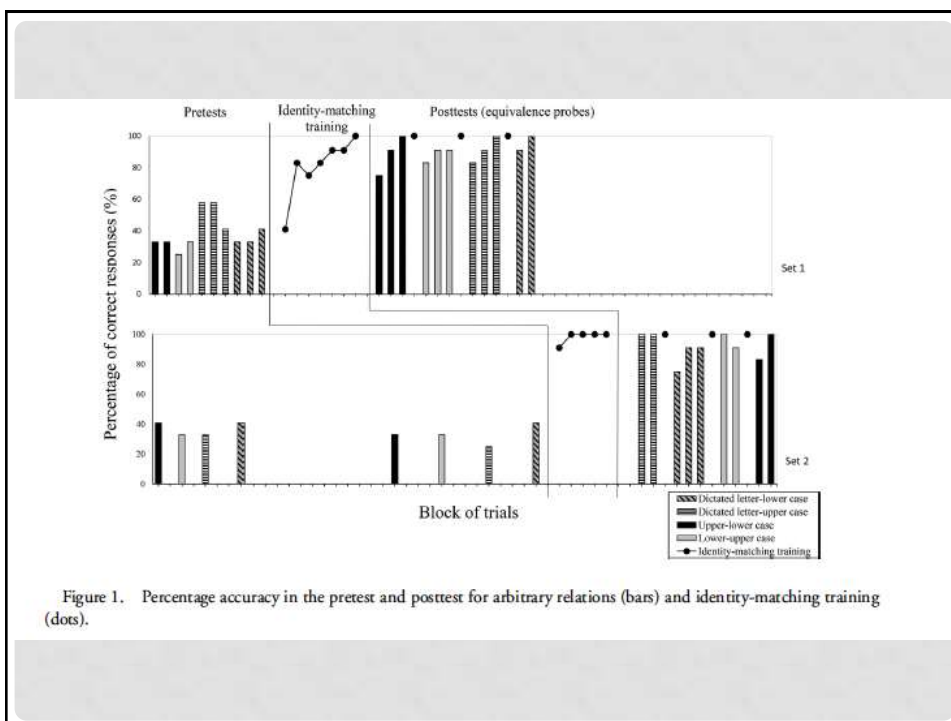 Pretests
Identity-matching
training
Posttests (equivalence probes)
Percentage of correct responses (%)
100
80
60
40
20
0
Set 1
100
80
60
40
20
0
Set 2
Block of trials
Dictated letter-lower case
Dictated letter-upper case
Upper-lower case
Lower-upper case
Identity-matching training
Figure 1. Percentage accuracy in the pretest and posttest for arbitrary relations (bars) and identity-matching training
(dots).